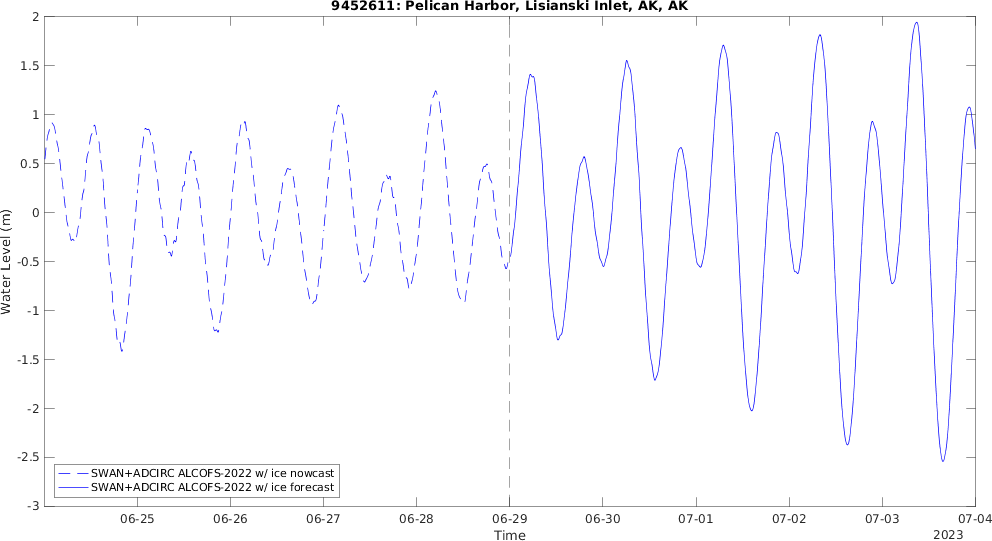 9452611: Pelican Harbor, Lisianski Inlet, AK, AK
2
1.5
1
0.5
0
-0.5
-1
-1.5
-2
-2.5
-3
Water Level (m)
SWAN+ADCIRC ALCOFS-2022 w/ ice nowcast
SWAN+ADCIRC ALCOFS-2022 w/ ice forecast
06-25 06-26 06-27 06-28 06-29 06-30 07-01 07-02 07-03 07-04
Time
2023